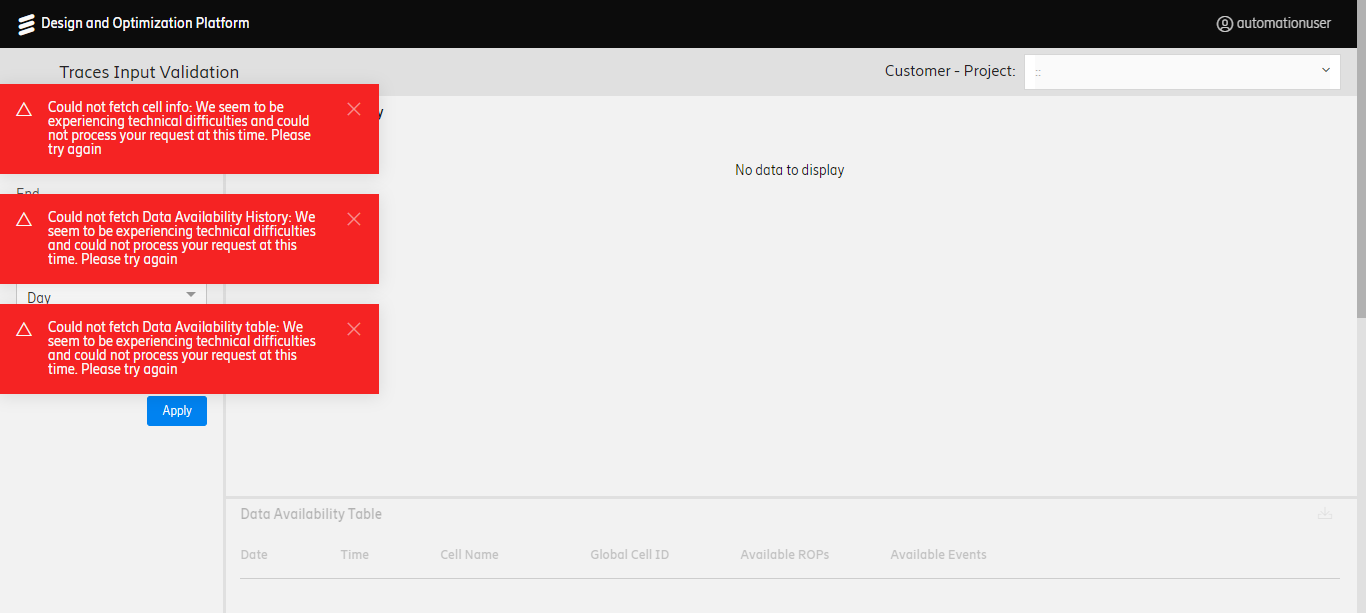 Design and Optimization Platform
automationuser
Traces Input Validation
Customer - Project:
::
Could not fetch cell info: We seem to be
experiencing technical difficulties and could
not process your request at this time. Please
try again
No data to display
End
Could not fetch Data Availability History: We
seem to be experiencing technical difficulties
and could not process your request at this
time. Please try again
Day
Could not fetch Data Availability table: We
seem to be experiencing technical difficulties
and could not process your request at this
time. Please try again
Apply
Data Availability Table
Date Time Cell Name Global Cell ID Available ROPs Available Events